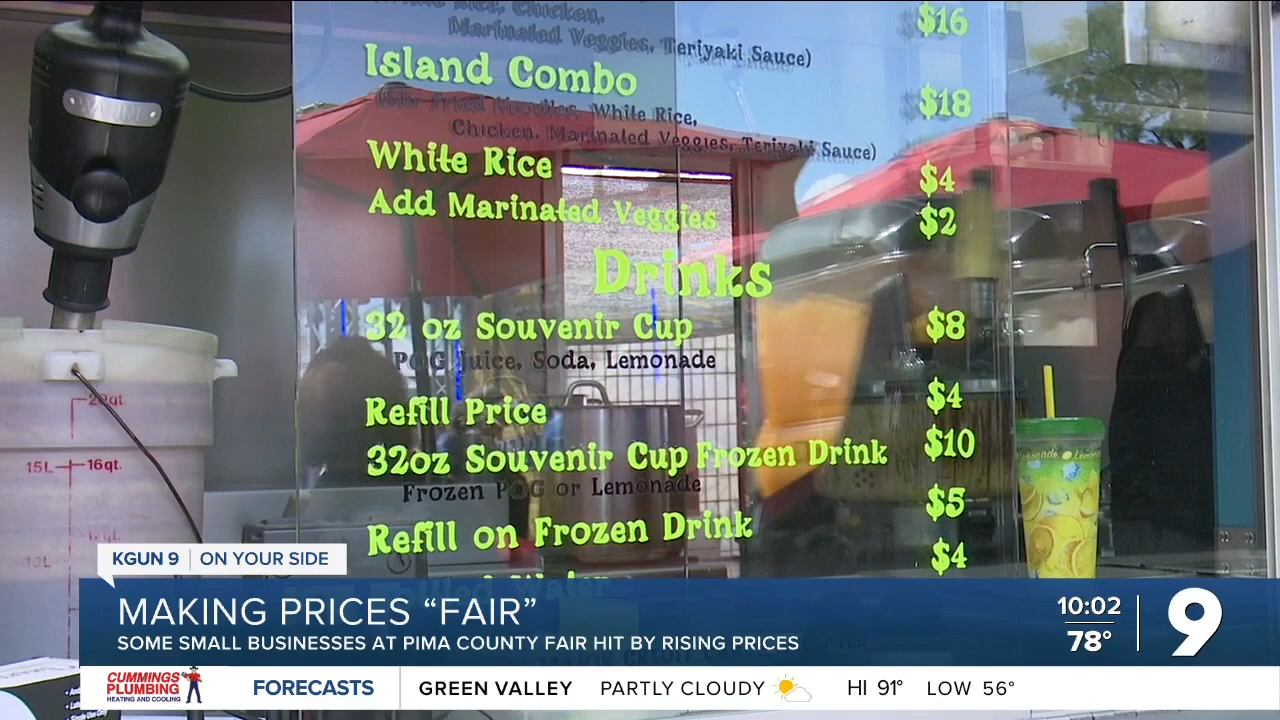 White Rice, Chicken,
Marinated Veggies, Teriyaki Sauce)
$16
Island Combo
$18
(Stir Fried Noodles, White Rice,
Chicken, Marinated Veggies, Teriyaki Sauce)
White Rice
$4
Add Marinated Veggies
$2
Drinks
32 oz Souvenir Cup
$8
POG Juice, Soda, Lemonade
Refill Price
$4
32oz Souvenir Cup Frozen Drink
$10
Frozen POG or Lemonade
Refill on Frozen Drink
$5
$4
15L
16qt.
KGUN 9 | ON YOUR SIDE
MAKING PRICES “FAIR”
SOME SMALL BUSINESSES AT PIMA COUNTY FAIR HIT BY RISING PRICES
10:02
78°
9
CUMMINGS
PLUMBING
HEATING AND COOLING
FORECASTS
GREEN VALLEY PARTLY CLOUDY HI 91° LOW 56°